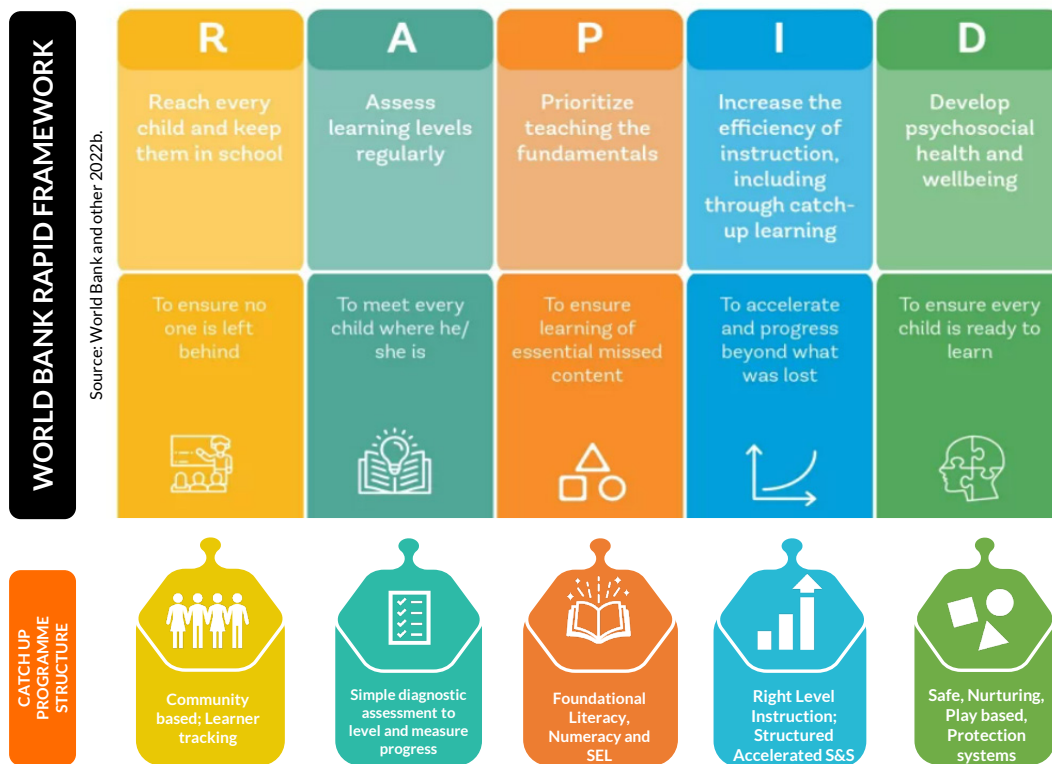 WORLD BANK RAPID FRAMEWORK
Source: World Bank and other 2022b.
R
Reach every
child and keep
them in school
To ensure no
one is left
behind
A
Assess
learning levels
regularly
To meet every
child where he/
she is
P
Prioritize
teaching the
fundamentals
To ensure
learning of
essential missed
content
I
Increase the
efficiency of
instruction,
including
through catch-
up learning
To accelerate
and progress
beyond what
was lost
D
Develop
psychosocial
health and
wellbeing
To ensure every
child is ready to
learn
CATCH UP
PROGRAMME
STRUCTURE
Community
based; Learner
tracking
Simple diagnostic
assessment to
level and measure
progress
Foundational
Literacy,
Numeracy and
SEL
Right Level
Instruction;
Structured
Accelerated S&S
Safe, Nurturing,
Play based,
Protection
systems